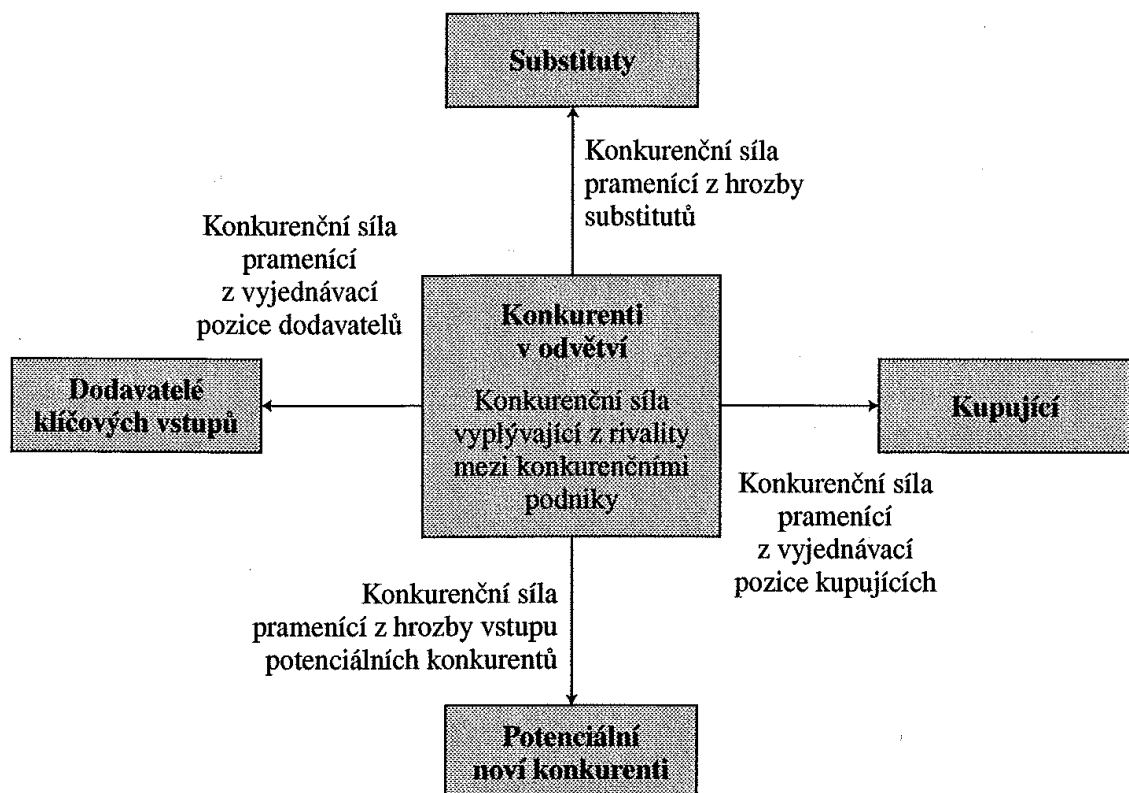 Substituty
Konkurenční síla
pramenící z hrozby
substitutů
Konkurenční síla
pramenící
z vyjednávací
pozice dodavatelů
Konkurenti
v odvětví
Konkurenční síla
vyplývající z rivality
mezi konkurenčními
podniky
Dodavatelé
klíčových vstupů
Kupující
Konkurenční síla
pramenící
z vyjednávací
pozice kupujících
Konkurenční síla
pramenící z hrozby vstupu
potenciálních konkurentů
Potenciální
noví konkurenti